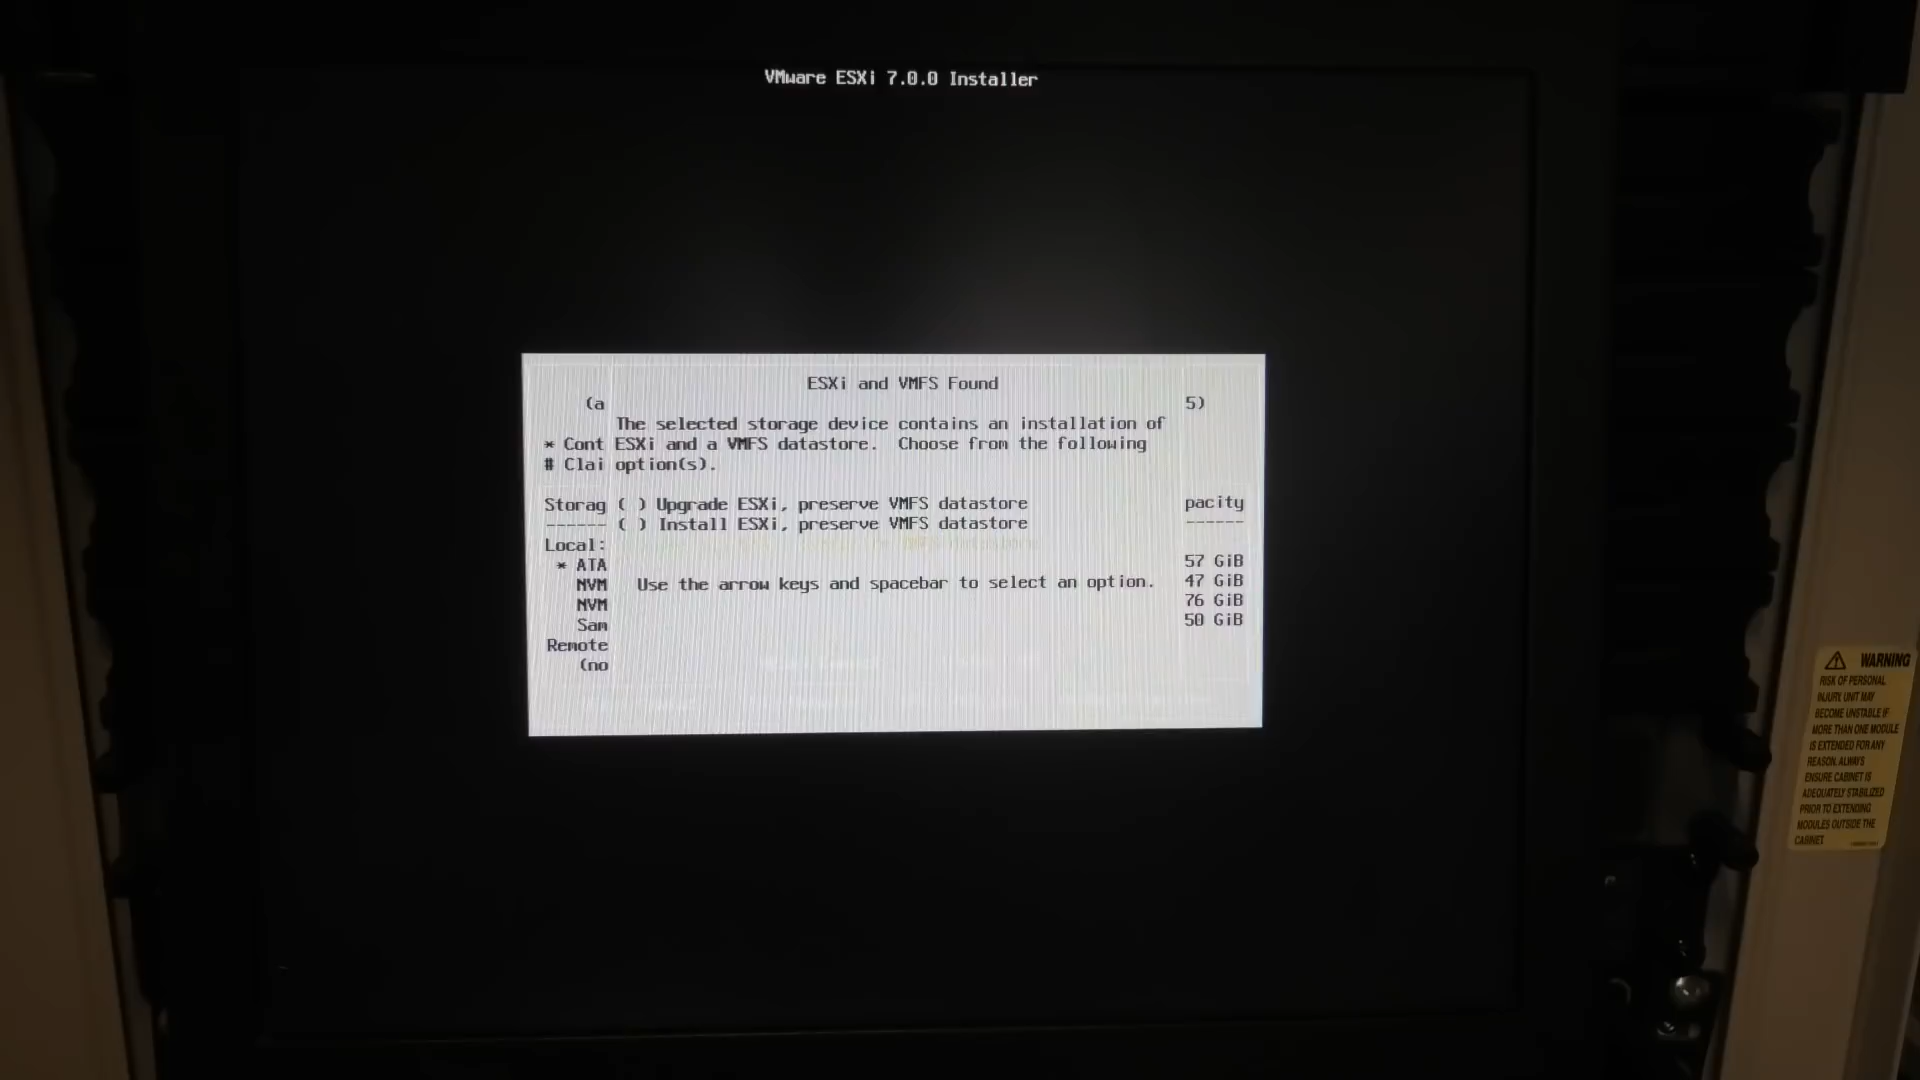 VMware ESXi 7.0.0 Installer
ESXi and VMFS Found
(a 5)
The selected storage device contains an installation of
* Cont ESXi and a VMFS datastore. Choose from the following
# Clai option(s).
Storag ( ) Upgrade ESXi, preserve VMFS datastore pacity
------ ( ) Install ESXi, preserve VMFS datastore ------
Local:
* ATA 57 GiB
NVM Use the arrow keys and spacebar to select an option. 47 GiB
NVM 76 GiB
Sam 50 GiB
Remote
(no
WARNING
RISK OF PERSONAL
INJURY. UNIT MAY
BECOME UNSTABLE IF
MORE THAN ONE MODULE
IS EXTENDED FOR ANY
REASON. ALWAYS
ENSURE CABINET IS
ADEQUATELY STABILIZED
PRIOR TO EXTENDING
MODULES OUTSIDE THE
CABINET